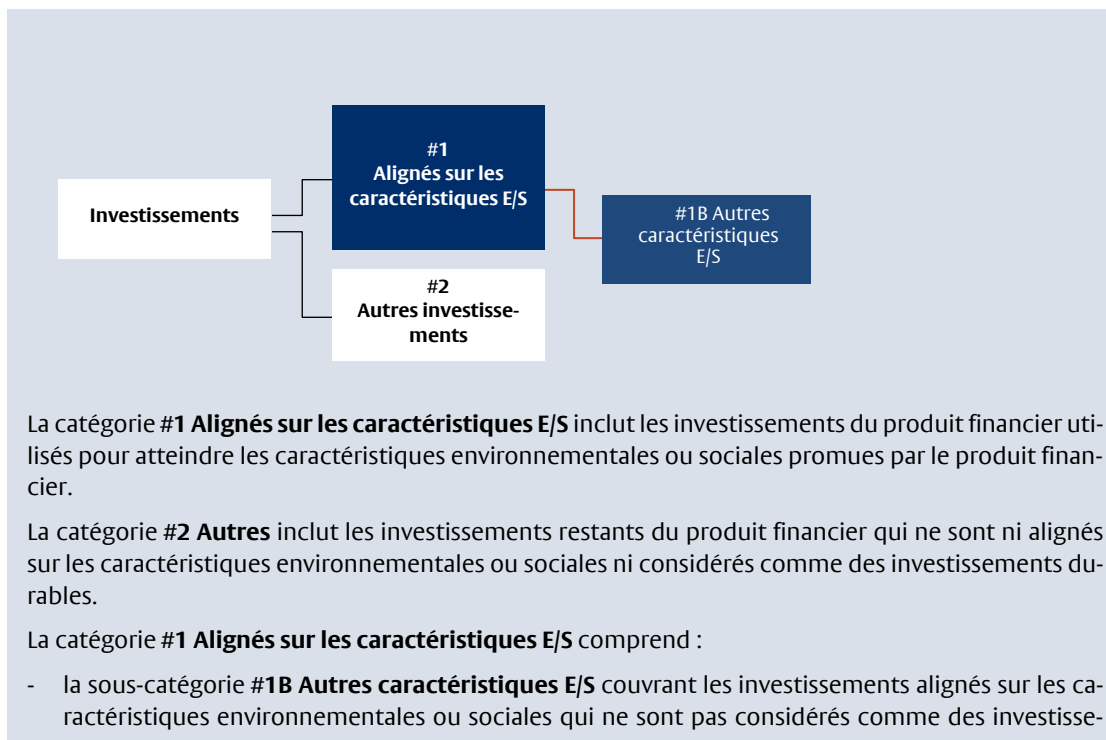 #1
Alignés sur les
caractéristiques E/S
Investissements
#1B Autres
caractéristiques
E/S
#2
Autres investisse-
ments
La catégorie #1 Alignés sur les caractéristiques E/S inclut les investissements du produit financier uti-
lisés pour atteindre les caractéristiques environnementales ou sociales promues par le produit finan-
cier.
La catégorie #2 Autres inclut les investissements restants du produit financier qui ne sont ni alignés
sur les caractéristiques environnementales ou sociales ni considérés comme des investissements du-
rables.
La catégorie #1 Alignés sur les caractéristiques E/S comprend :
- la sous-catégorie #1B Autres caractéristiques E/S couvrant les investissements alignés sur les ca-
ractéristiques environnementales ou sociales qui ne sont pas considérés comme des investisse-